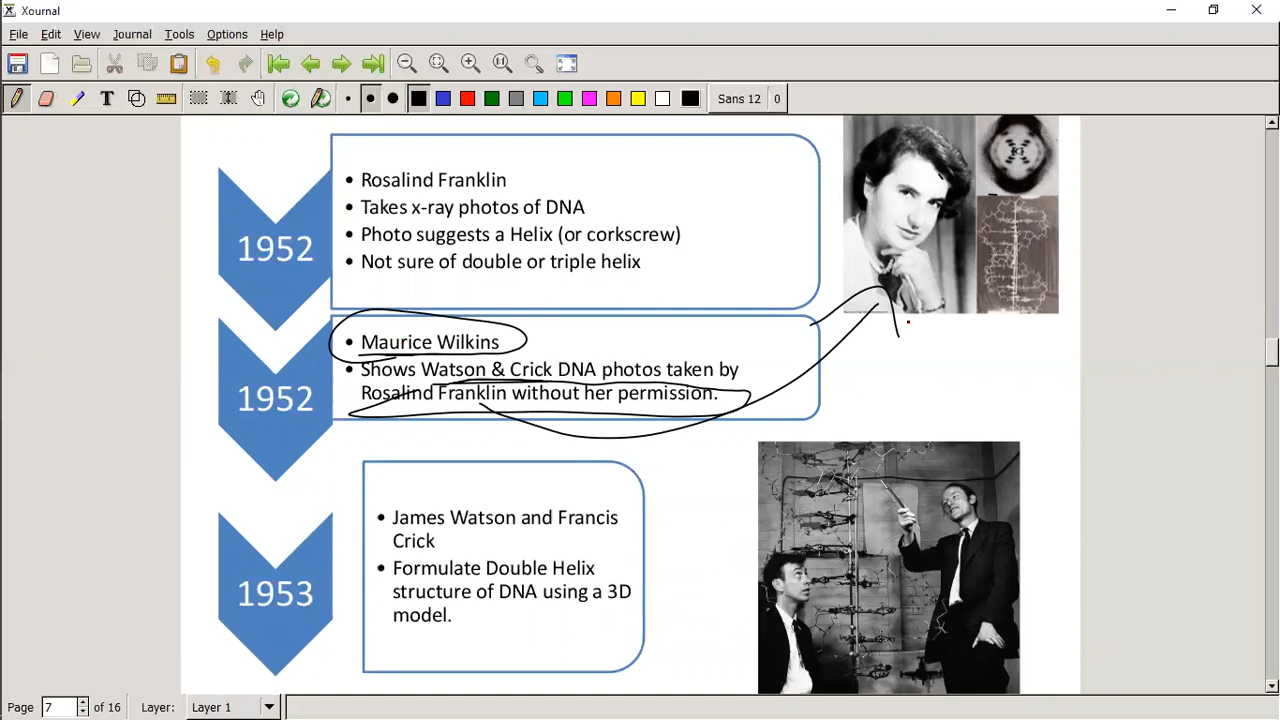 Xournal
File Edit View Journal Tools Options Help
Sans 12 0
1952
• Rosalind Franklin
• Takes x-ray photos of DNA
• Photo suggests a Helix (or corkscrew)
• Not sure of double or triple helix
1952
• Maurice Wilkins
• Shows Watson & Crick DNA photos taken by
Rosalind Franklin without her permission.
1953
• James Watson and Francis
Crick
• Formulate Double Helix
structure of DNA using a 3D
model.
Page 7 of 16 Layer: Layer 1